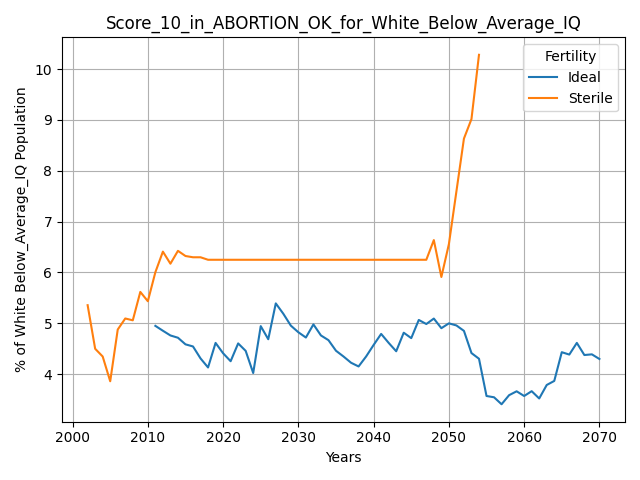 Score_10_in_ABORTION_OK_for_White_Below_Average_IQ
% of White Below_Average_IQ Population
10
9
8
7
6
5
4
Fertility
Ideal
Sterile
2000 2010 2020 2030 2040 2050 2060 2070
Years